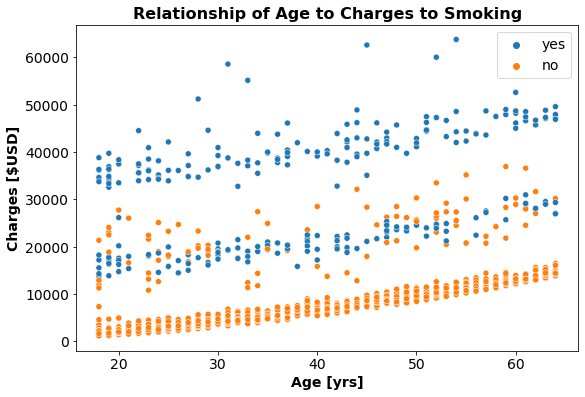 Relationship of Age to Charges to Smoking
yes
no
60000
50000
40000
30000
20000
10000
0
Charges [$USD]
20
30
40
50
60
Age [yrs]